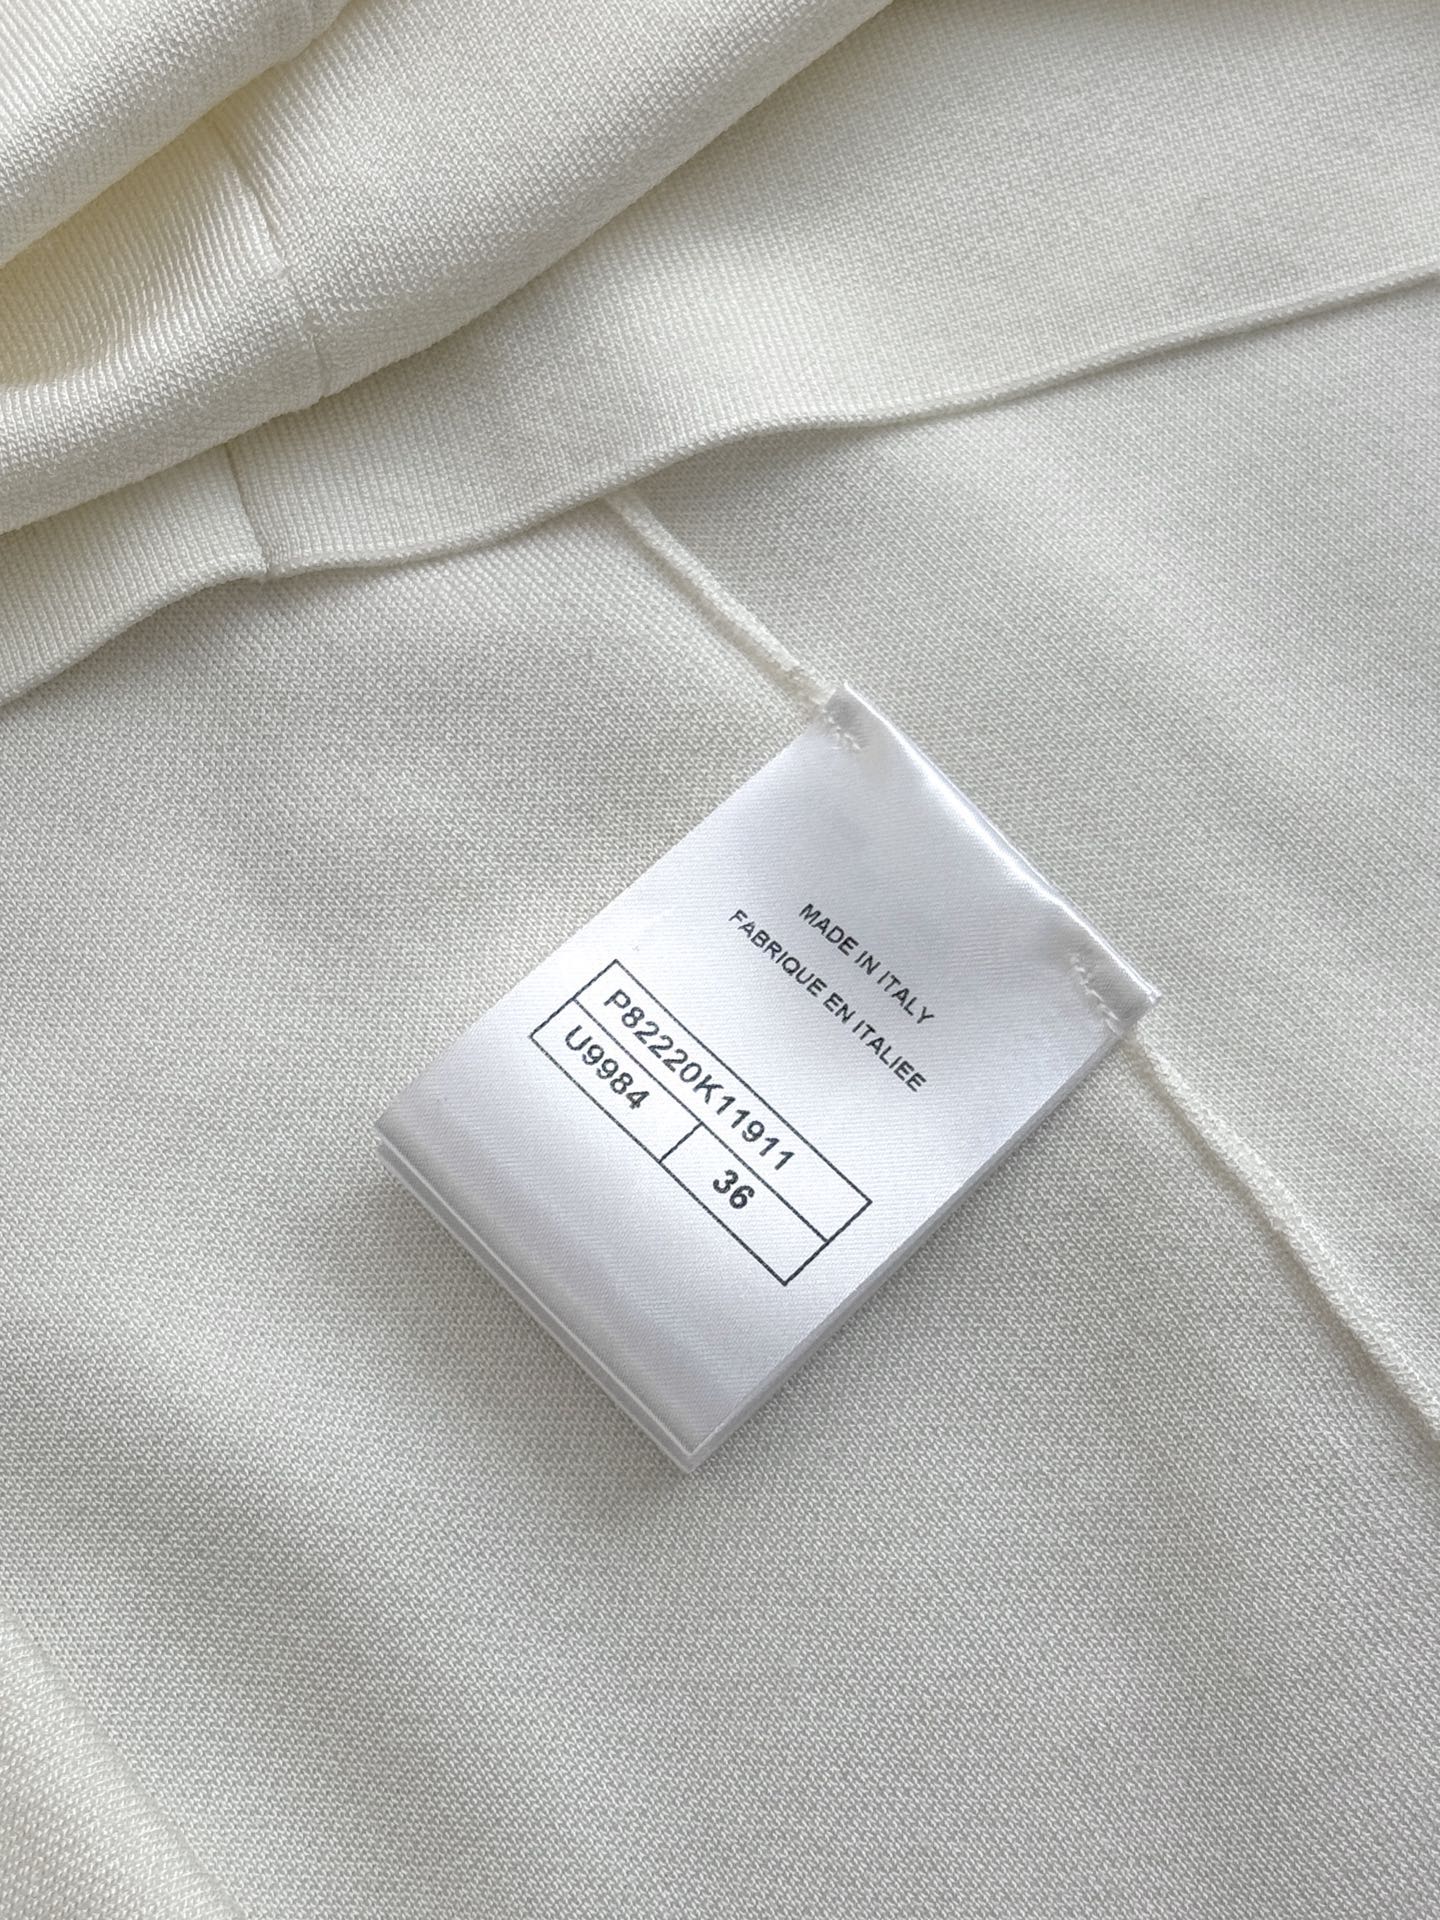 MADE IN ITALY
FABRIQUE EN ITALIEE
P82220K11911
U9984 36